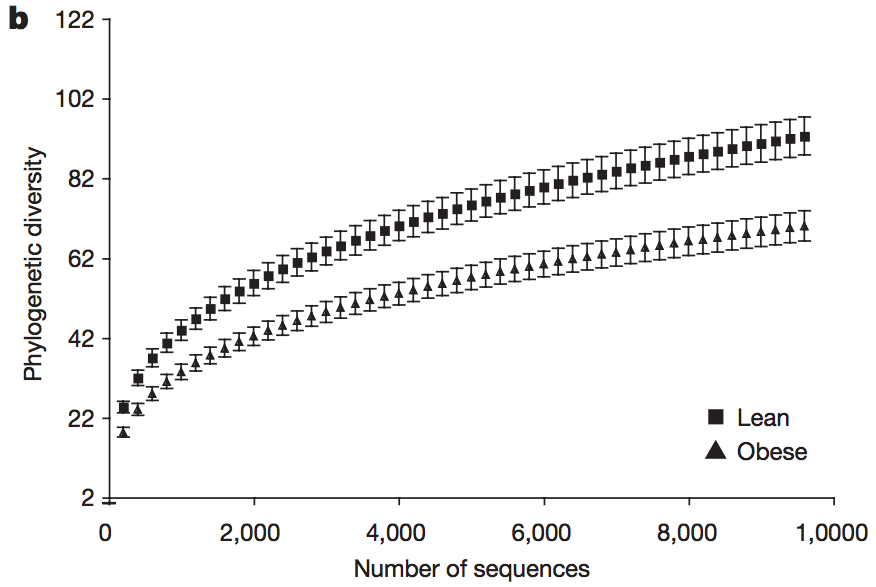 b
Phylogenetic diversity
122
102
82
62
42
22
2
Lean
Obese
0 2,000 4,000 6,000 8,000 1,0000
Number of sequences